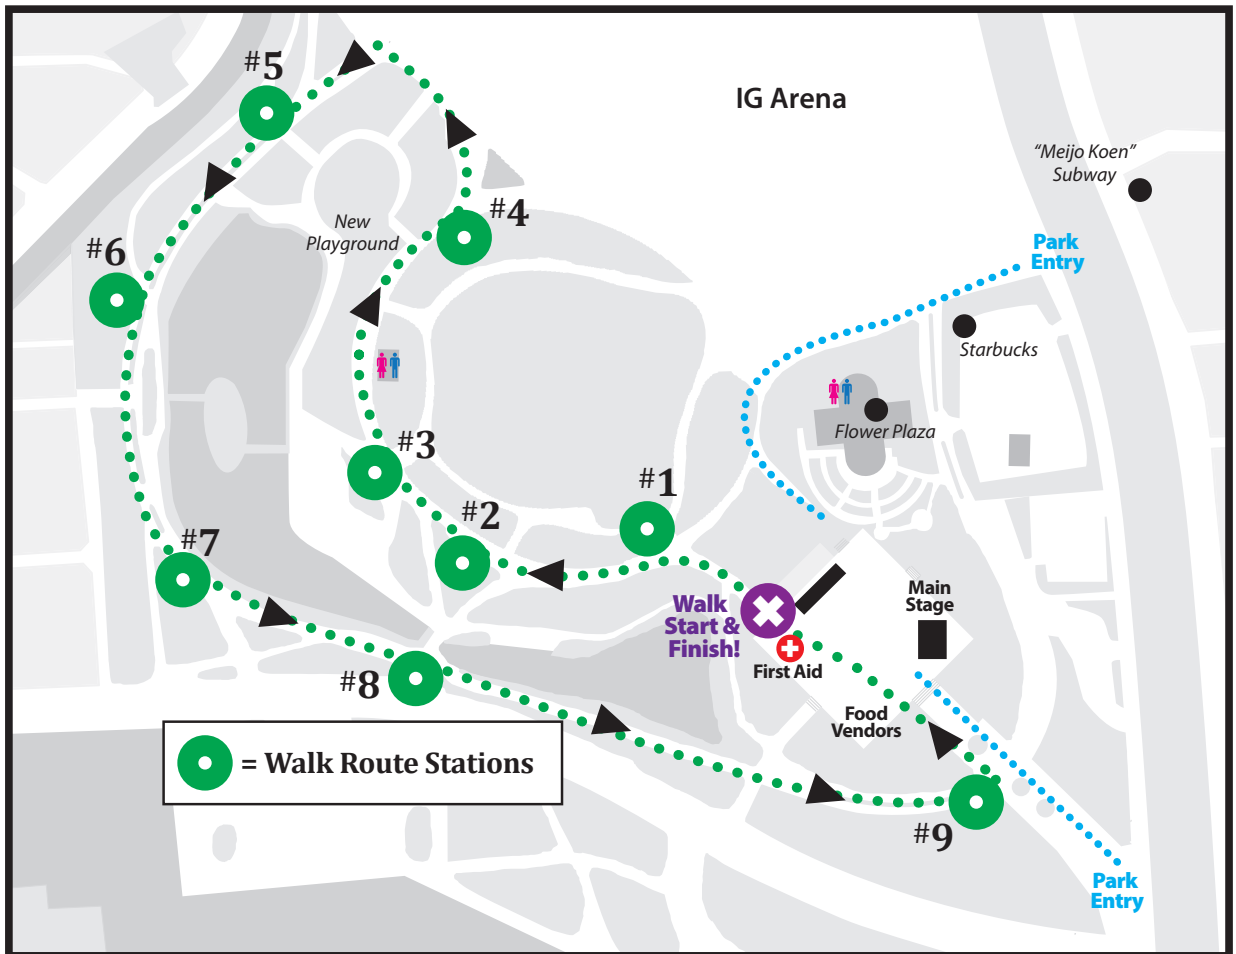 #5
IG Arena
“Meijo Koen”
Subway
#4
New
Playground
Park
Entry
#6
Starbucks
Flower Plaza
#3
#1
#2
#7
Main
Stage
Walk
Start &
Finish!
First Aid
#8
Food
Vendors
= Walk Route Stations
#9
Park
Entry